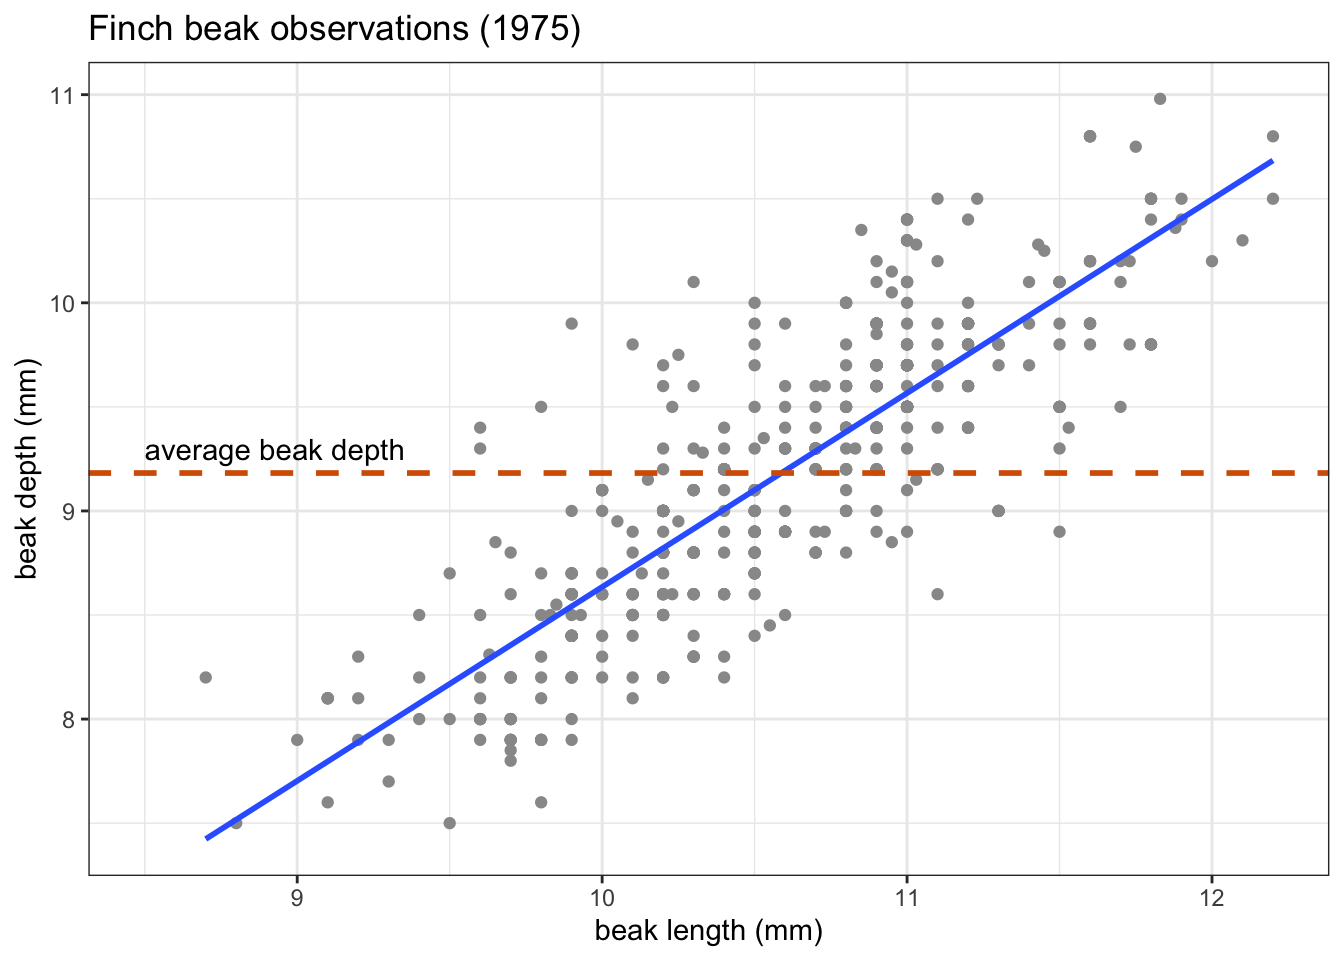 Finch beak observations (1975)
11
10
9
8
average beak depth
beak depth (mm)
9
10
11
12
beak length (mm)